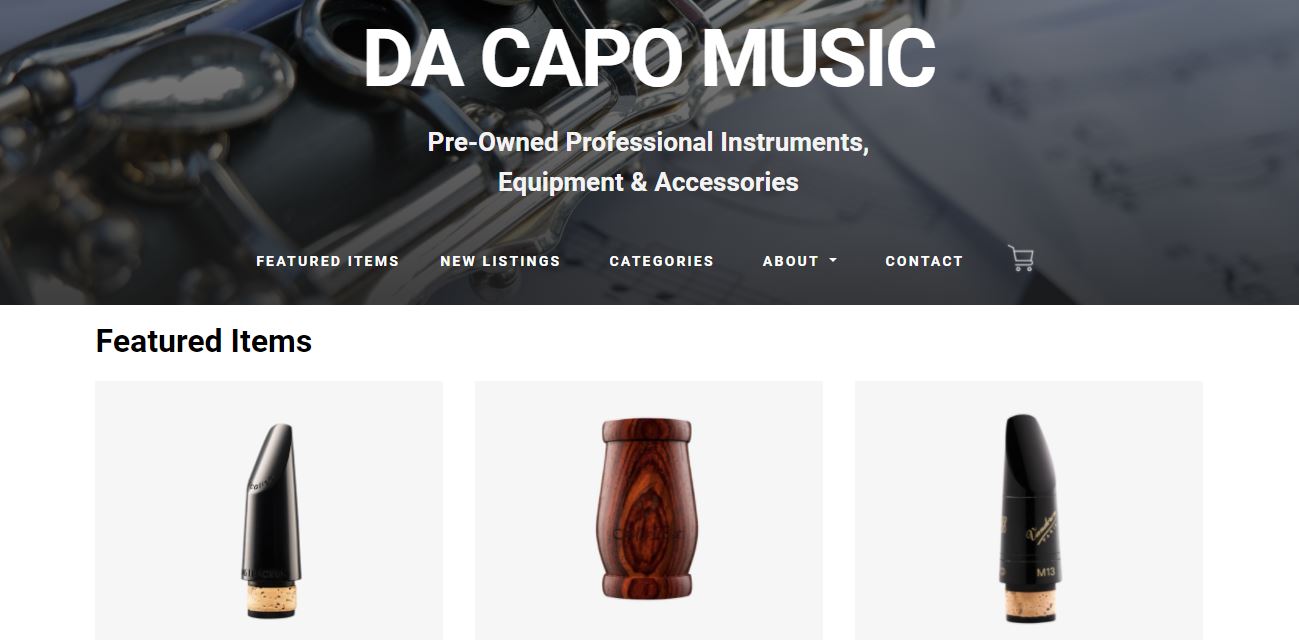 DA CAPO MUSIC
Pre-Owned Professional Instruments,
Equipment & Accessories
FEATURED ITEMS NEW LISTINGS CATEGORIES ABOUT CONTACT
Featured Items
Vandoren
M13